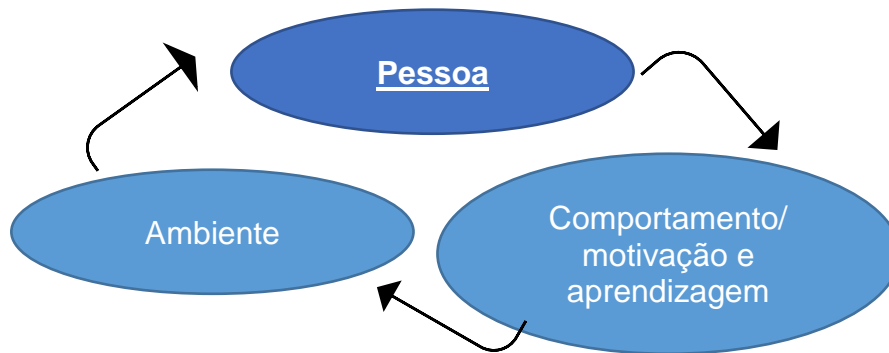 Pessoa
Ambiente
Comportamento/
motivação e
aprendizagem